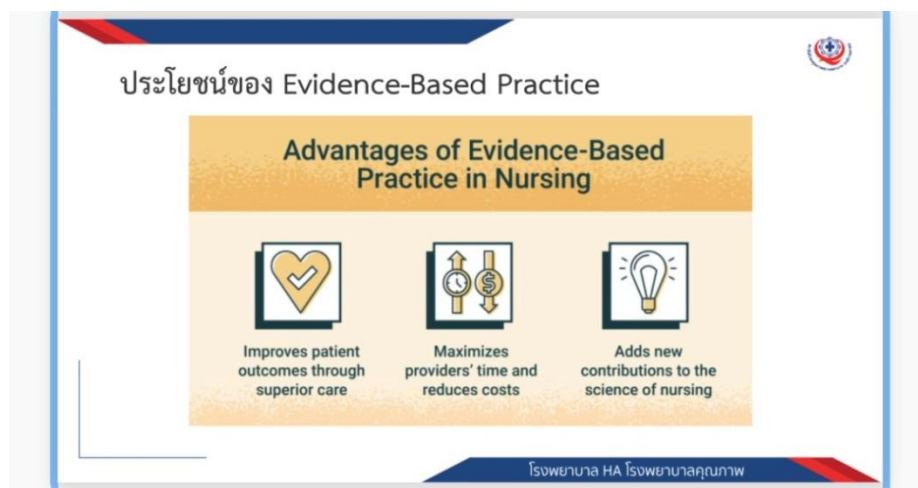 ประโยชน์ของ Evidence-Based Practice
Advantages of Evidence-Based
Practice in Nursing
Improves patient
outcomes through
superior care
Maximizes
providers' time and
reduces costs
Adds new
contributions to the
science of nursing
โรงพยาบาล HA โรงพยาบาลคุณภาพ